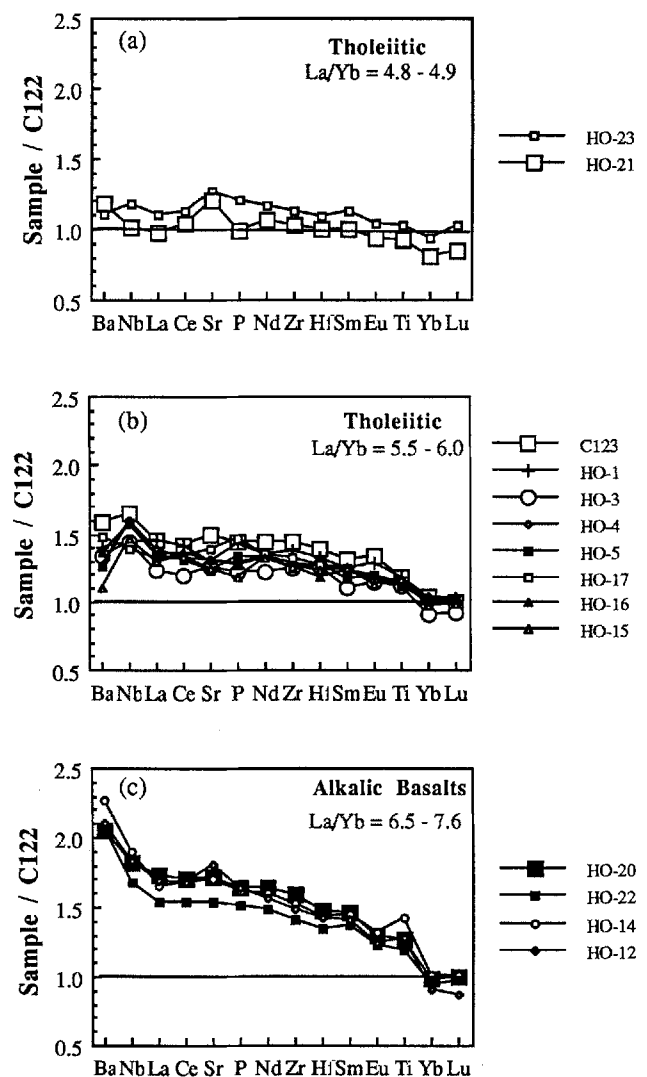 (a)
Tholeiitic
La/Yb = 4.8 - 4.9
2.5
2.0
1.5
1.0
0.5
Sample / C122
Ba Nb La Ce Sr P Nd Zr Hf Sm Eu Ti Yb Lu
HO-23
HO-21
(b)
Tholeiitic
La/Yb = 5.5 - 6.0
2.5
2.0
1.5
1.0
0.5
Sample / C122
Ba Nb La Ce Sr P Nd Zr Hf Sm Eu Ti Yb Lu
C123
HO-1
HO-3
HO-4
HO-5
HO-17
HO-16
HO-15
(c)
Alkalic Basalts
La/Yb = 6.5 - 7.6
2.5
2.0
1.5
1.0
0.5
Sample / C122
Ba Nb La Ce Sr P Nd Zr Hf Sm Eu Ti Yb Lu
HO-20
HO-22
HO-14
HO-12